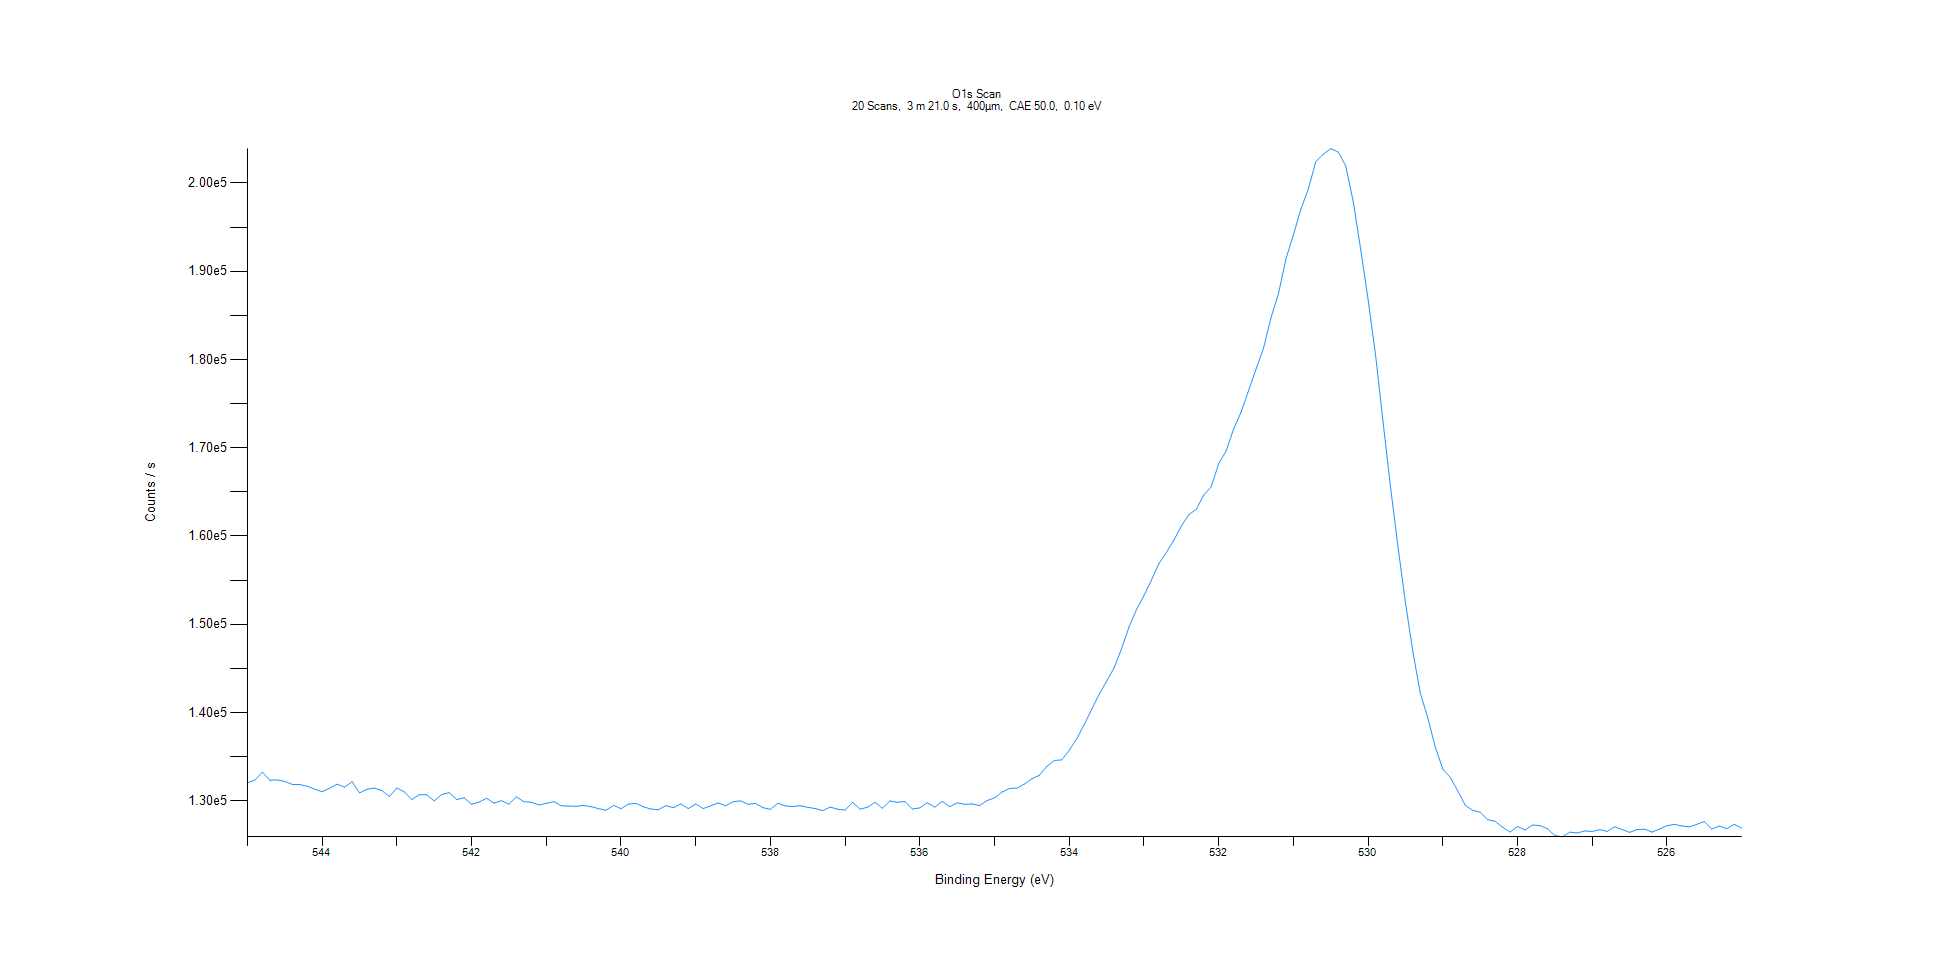 O1s Scan
20 Scans, 3 m 21.0 s, 400µm, CAE 50.0, 0.10 eV
2.00e5
1.90e5
1.80e5
1.70e5
1.60e5
1.50e5
1.40e5
1.30e5
Counts / s
544 542 540 538 536 534 532 530 528 526
Binding Energy (eV)